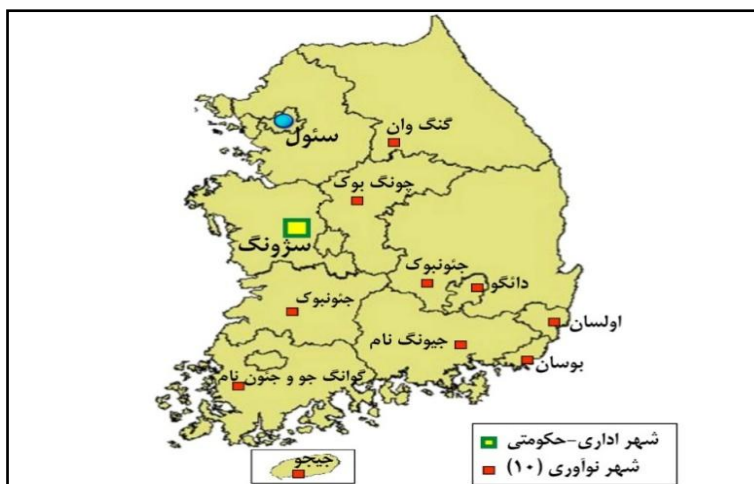 گنگ وان
سئول
چونگ بوک
سژونگ
جئونبوک
دائگو
جئونبوک
اولسان
جیونگ نام
بوسان
گوانگ جو و جئون نام
جیجو
شهر اداری-حکومتی
شهر نوآوری (۱۰)